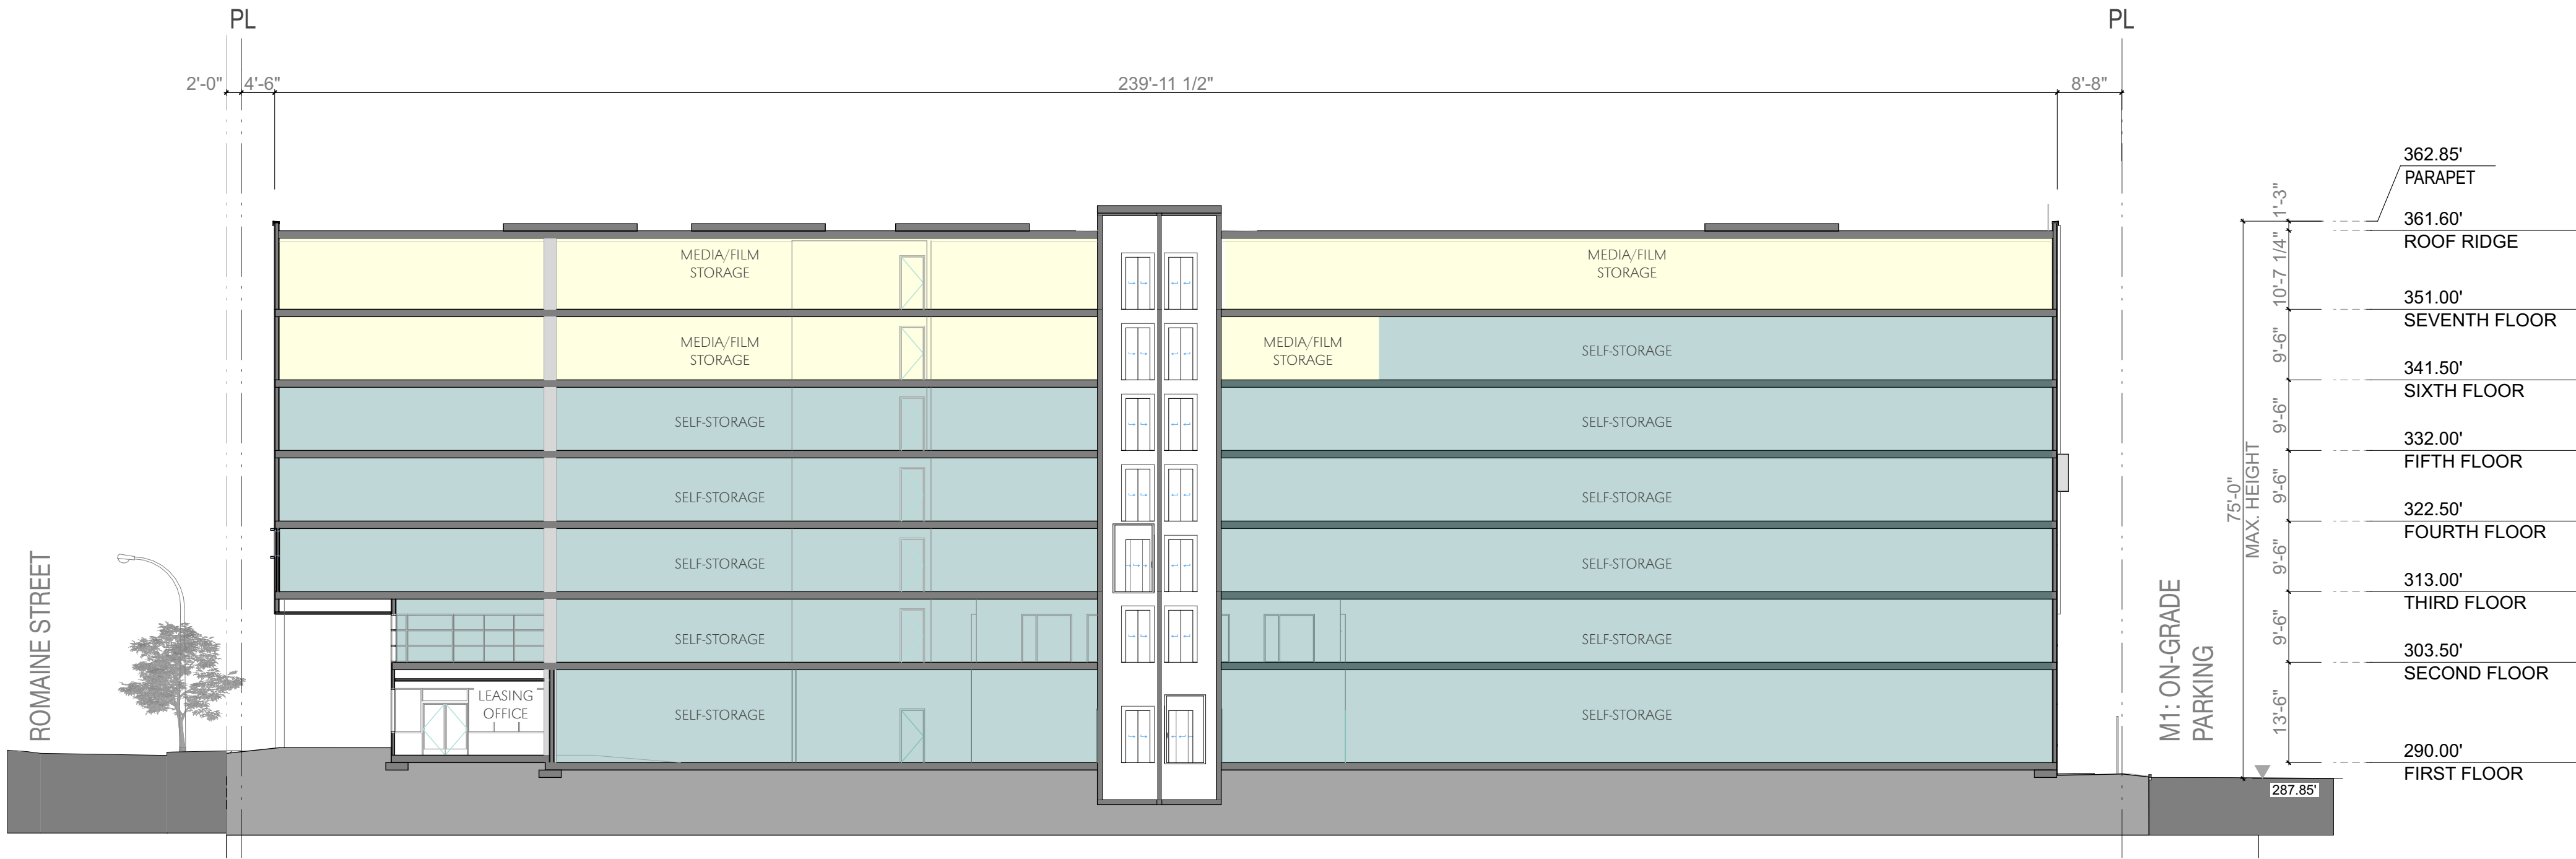 PL
PL
2'-0"
4'-6"
239'-11 1/2"
8'-8"
362.85'
PARAPET
1'-3"
361.60'
ROOF RIDGE
MEDIA/FILM
STORAGE
MEDIA/FILM
STORAGE
10'-7 1/4"
351.00'
SEVENTH FLOOR
MEDIA/FILM
STORAGE
MEDIA/FILM
STORAGE
SELF-STORAGE
9'-6"
341.50'
SIXTH FLOOR
SELF-STORAGE
SELF-STORAGE
9'-6"
332.00'
FIFTH FLOOR
SELF-STORAGE
SELF-STORAGE
9'-6"
75'-0"
MAX. HEIGHT
322.50'
FOURTH FLOOR
SELF-STORAGE
SELF-STORAGE
9'-6"
313.00'
THIRD FLOOR
SELF-STORAGE
SELF-STORAGE
9'-6"
303.50'
SECOND FLOOR
LEASING
OFFICE
SELF-STORAGE
SELF-STORAGE
13'-6"
290.00'
FIRST FLOOR
287.85'
ROMAINE STREET
M1: ON-GRADE
PARKING